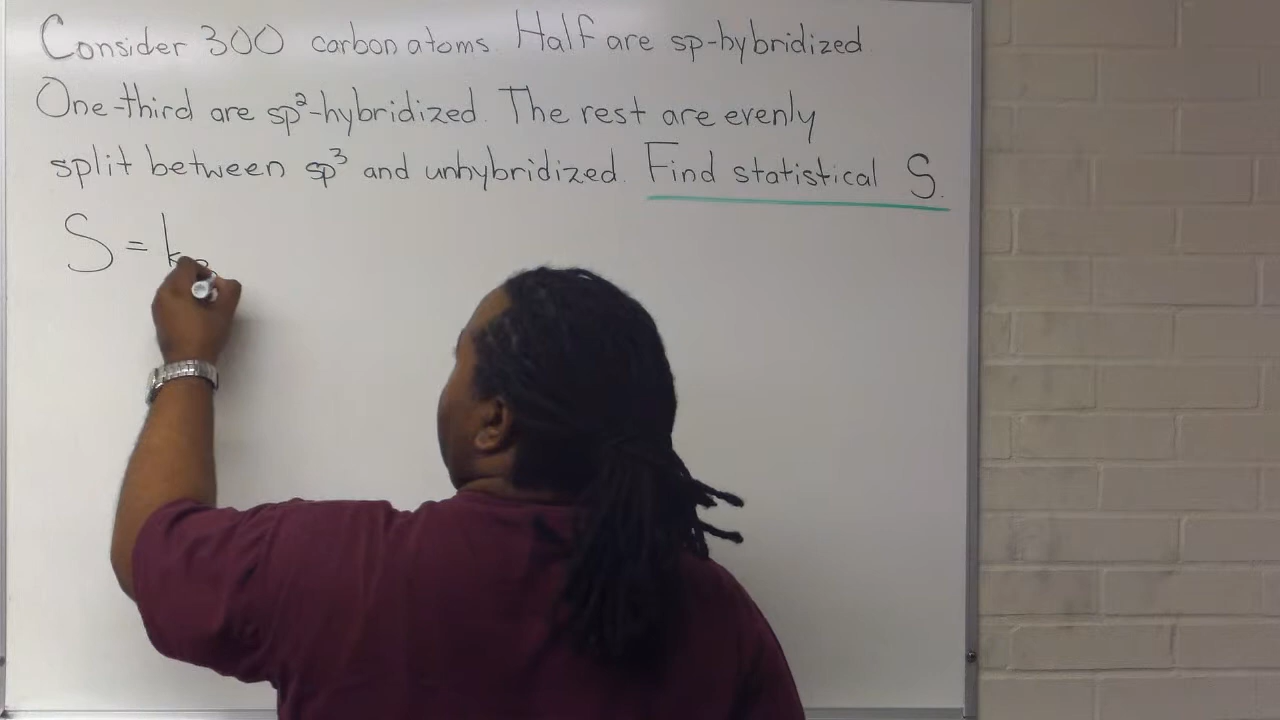 Consider 300 carbon atoms. Half are sp-hybridized.
One-third are sp²-hybridized. The rest are evenly
split between sp³ and unhybridized. Find statistical S.
S = k